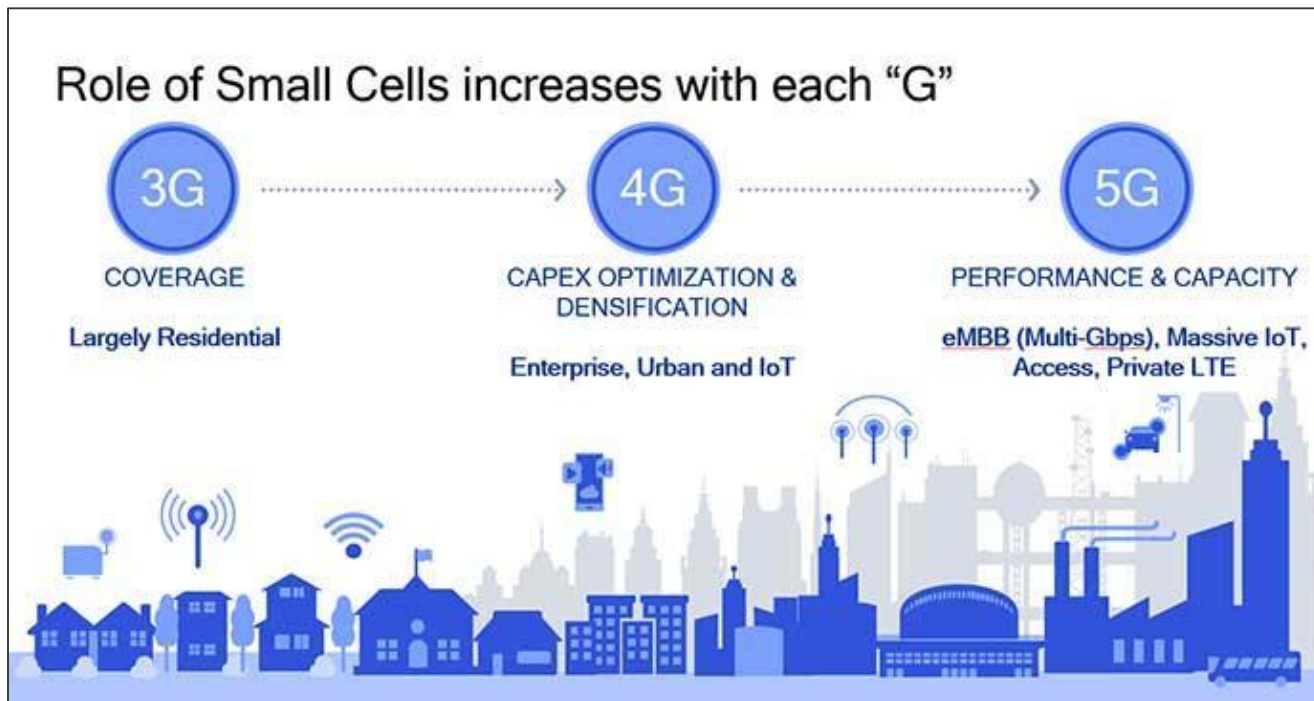 Role of Small Cells increases with each “G”
3G
4G
5G
COVERAGE
Largely Residential
CAPEX OPTIMIZATION &
DENSIFICATION
Enterprise, Urban and IoT
PERFORMANCE & CAPACITY
eMBB (Multi-Gbps), Massive IoT,
Access, Private LTE